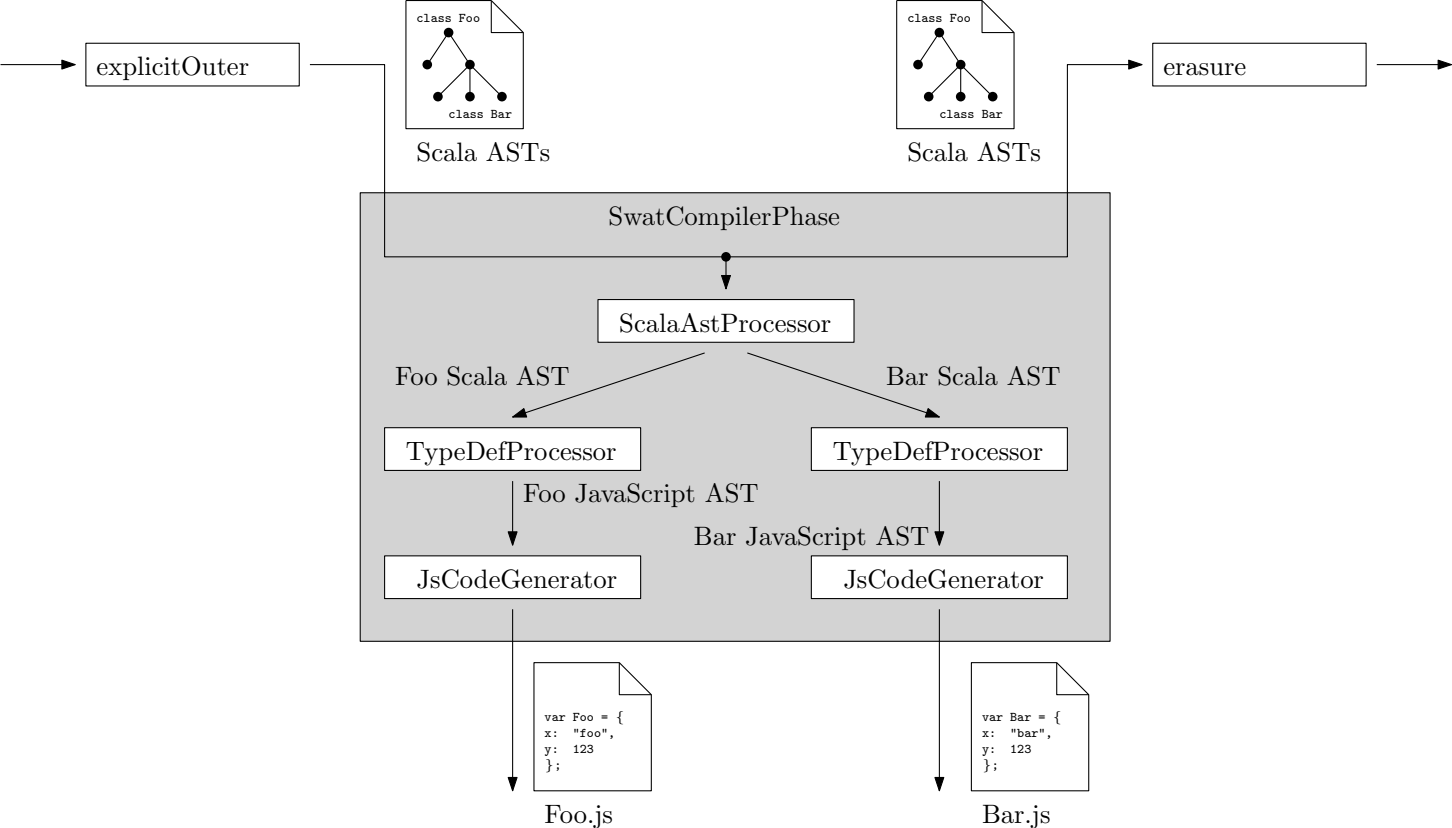 class Foo
class Foo
explicitOuter
erasure
class Bar
class Bar
Scala ASTs
Scala ASTs
SwatCompilerPhase
ScalaAstProcessor
Foo Scala AST
Bar Scala AST
TypeDefProcessor
TypeDefProcessor
Foo JavaScript AST
Bar JavaScript AST
JsCodeGenerator
JsCodeGenerator
var Foo = {
x: "foo",
y: 123
};
var Bar = {
x: "bar",
y: 123
};
Foo.js
Bar.js